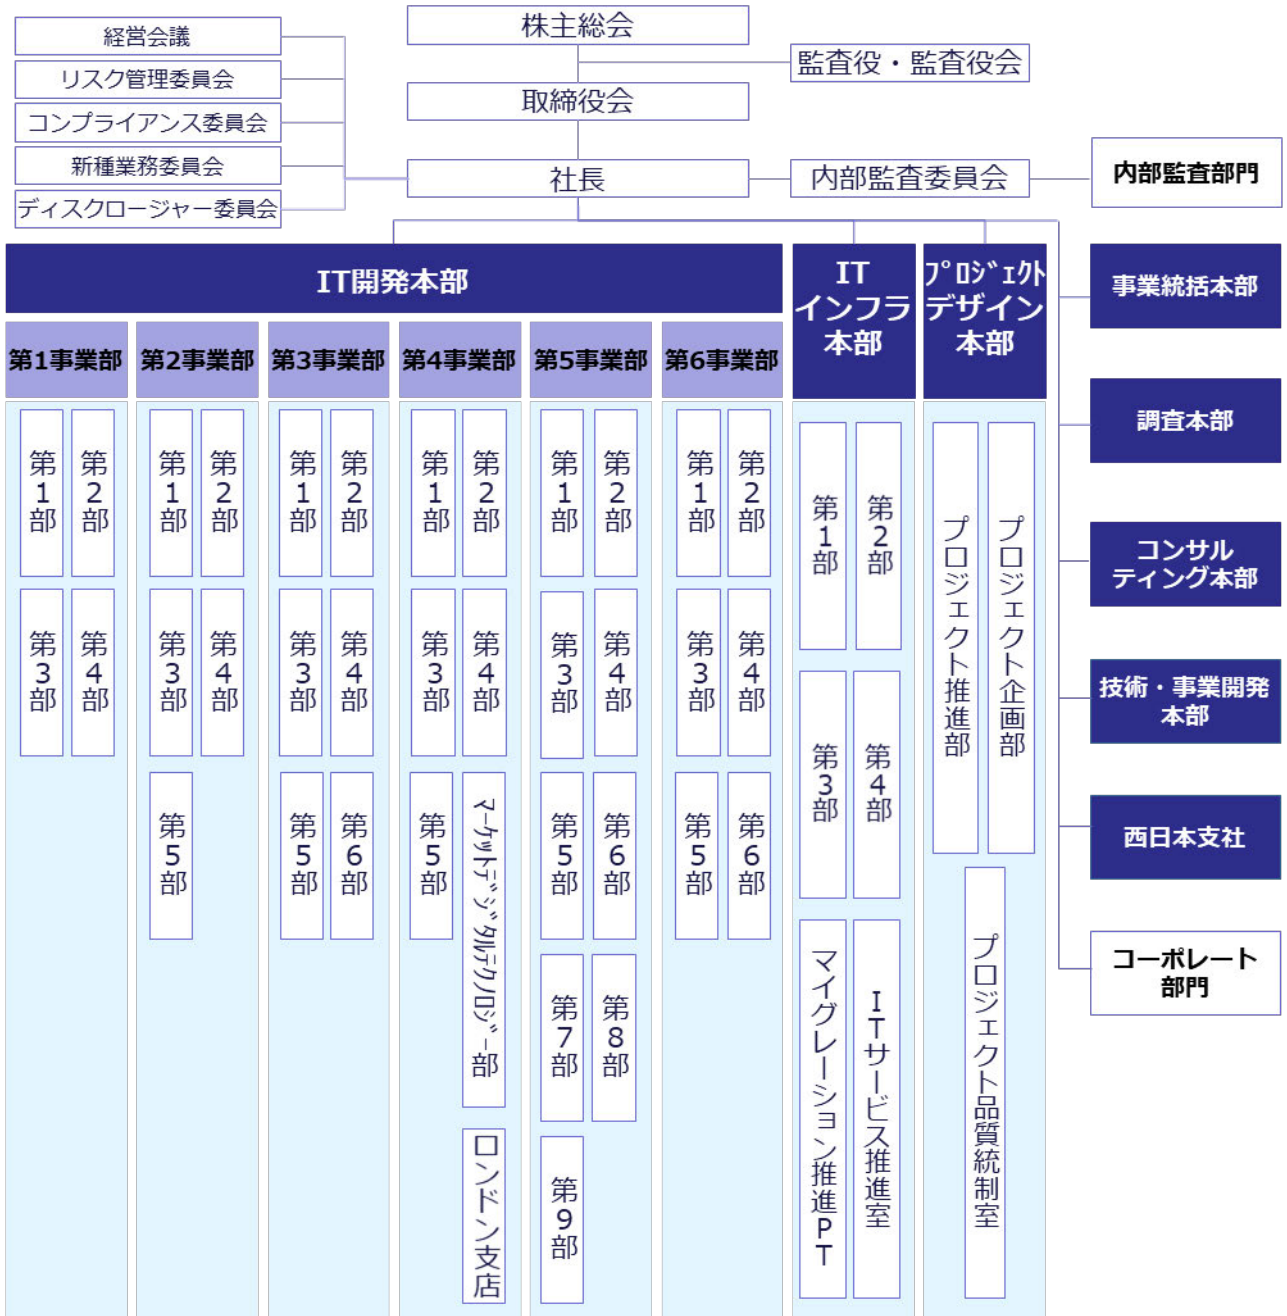 株主総会
監査役・監査役会
取締役会
社長
経営会議
リスク管理委員会
コンプライアンス委員会
新種業務委員会
ディスクロージャー委員会
内部監査委員会
内部監査部門
IT開発本部
第1事業部
第1部
第2部
第3部
第4部
第2事業部
第1部
第2部
第3部
第4部
第5部
第3事業部
第1部
第2部
第3部
第4部
第5部
第6部
第4事業部
第1部
第2部
第3部
第4部
第5部
マーケットデジタルテクノロジー部
ロンドン支店
第5事業部
第1部
第2部
第3部
第4部
第5部
第6部
第7部
第8部
第9部
第6事業部
第1部
第2部
第3部
第4部
第5部
第6部
IT
インフラ
本部
第1部
第2部
第3部
第4部
マイグレーション推進PT
ITサービス推進室
プロジェクト
デザイン
本部
プロジェクト推進部
プロジェクト企画部
プロジェクト品質統制室
事業統括本部
調査本部
コンサル
ティング本部
技術・事業開発
本部
西日本支社
コーポレート
部門